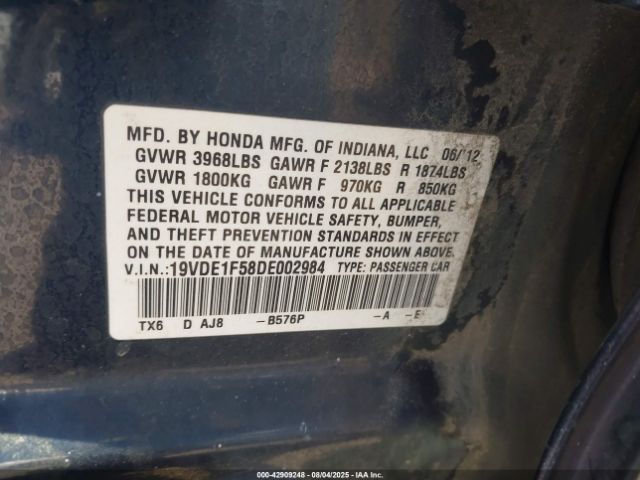 MFD. BY HONDA MFG. OF INDIANA, LLC 06/'12
GVWR 3968LBS GAWR F 2138LBS R 1874LBS
GVWR 1800KG GAWR F 970KG R 850KG
THIS VEHICLE CONFORMS TO ALL APPLICABLE
FEDERAL MOTOR VEHICLE SAFETY, BUMPER,
AND THEFT PREVENTION STANDARDS IN EFFECT
ON THE DATE OF MANUFACTURE SHOWN ABOVE.
V.I.N.:19VDE1F58DE002984 TYPE: PASSENGER CAR
TX6 D AJ8 -B576P -A -E
000-42909248 - 08/04/2025 - IAA Inc.